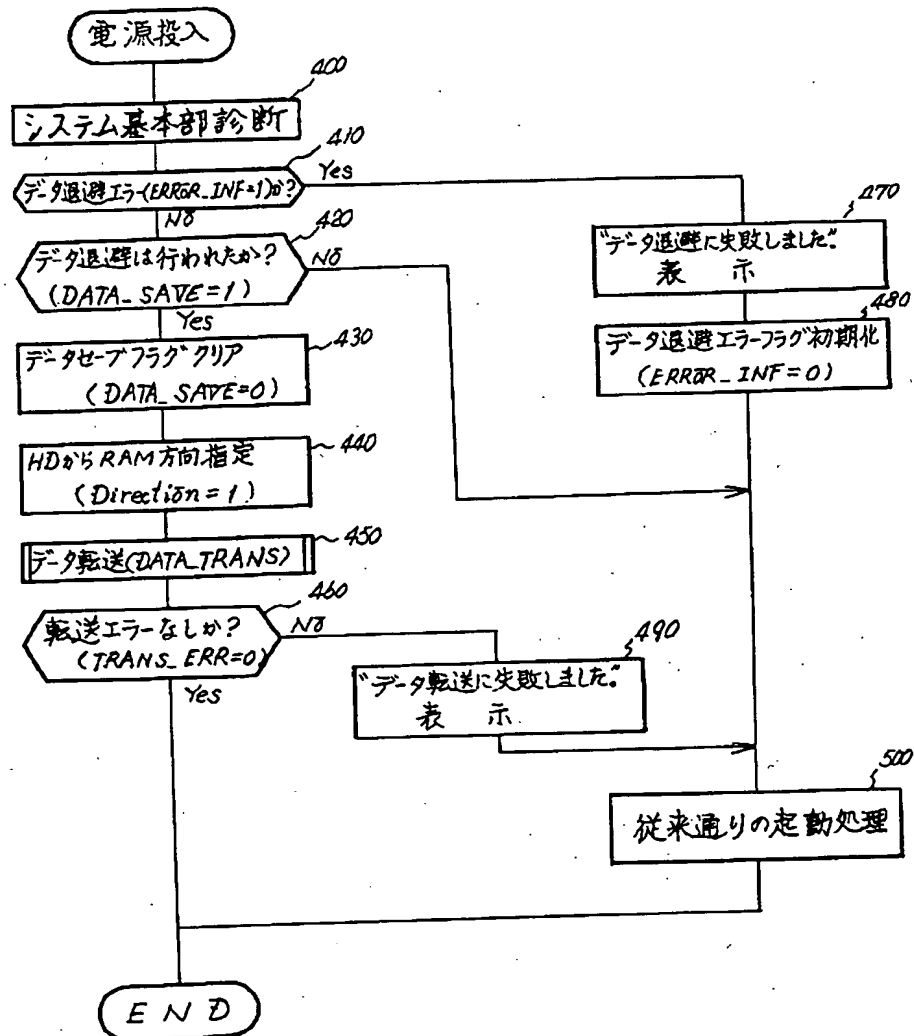 電源投入
400
システム基本部診断
410
データ退避エラー(ERROR_INF=1)か?
Yes
No
420
データ退避は行われたか?
(DATA_SAVE=1)
No
Yes
430
データセーブフラグクリア
(DATA_SAVE=0)
440
HDからRAM方向指定
(Direction=1)
450
データ転送(DATA_TRANS)
460
転送エラーなしか?
(TRANS_ERR=0)
No
Yes
470
"データ退避に失敗しました"
表 示
480
データ退避エラーフラグ初期化
(ERROR_INF=0)
490
"データ転送に失敗しました"
表 示
500
従来通りの起動処理
END